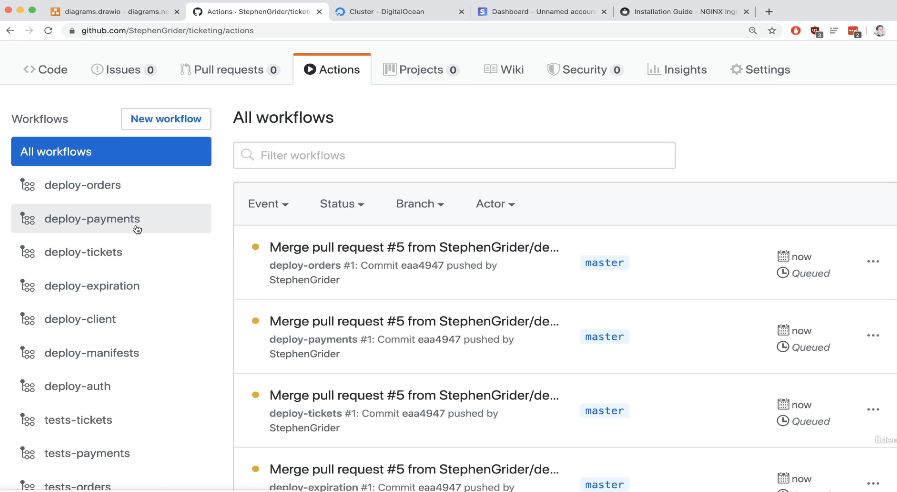 diagrams.drawio - diagrams.n
Actions · StephenGrider/ticketi
Cluster - DigitalOcean
Dashboard – Unnamed account
Installation Guide - NGINX Ing
github.com/StephenGrider/ticketing/actions
Code
Issues 0
Pull requests 0
Actions
Projects 0
Wiki
Security 0
Insights
Settings
Workflows
New workflow
All workflows
deploy-orders
deploy-payments
deploy-tickets
deploy-expiration
deploy-client
deploy-manifests
deploy-auth
tests-tickets
tests-payments
tests-orders
All workflows
Filter workflows
Event Status Branch Actor
Merge pull request #5 from StephenGrider/de...
deploy-orders #1: Commit eaa4947 pushed by
StephenGrider
master
now
Queued
Merge pull request #5 from StephenGrider/de...
deploy-payments #1: Commit eaa4947 pushed by
StephenGrider
master
now
Queued
Merge pull request #5 from StephenGrider/de...
deploy-tickets #1: Commit eaa4947 pushed by
StephenGrider
master
now
Queued
Merge pull request #5 from StephenGrider/de...
deploy-expiration #1: Commit eaa4947 pushed by
master
now